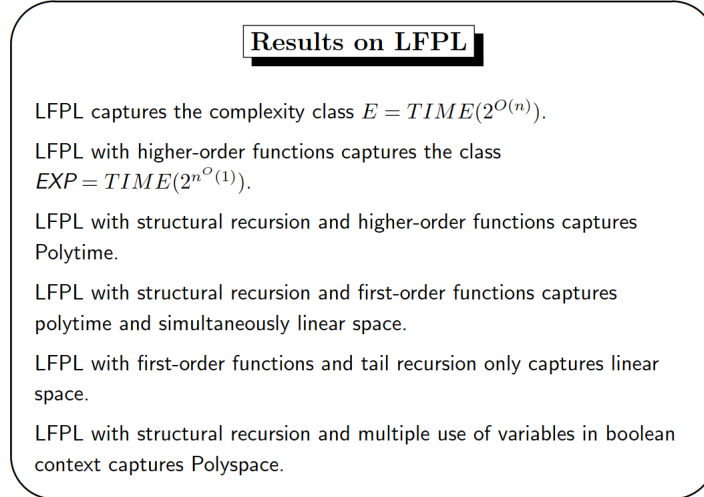 Results on LFPL
LFPL captures the complexity class E = TIME(2^{O(n)}).
LFPL with higher-order functions captures the class
EXP = TIME(2^{n^O(1)}).
LFPL with structural recursion and higher-order functions captures
Polytime.
LFPL with structural recursion and first-order functions captures
polytime and simultaneously linear space.
LFPL with first-order functions and tail recursion only captures linear
space.
LFPL with structural recursion and multiple use of variables in boolean
context captures Polyspace.